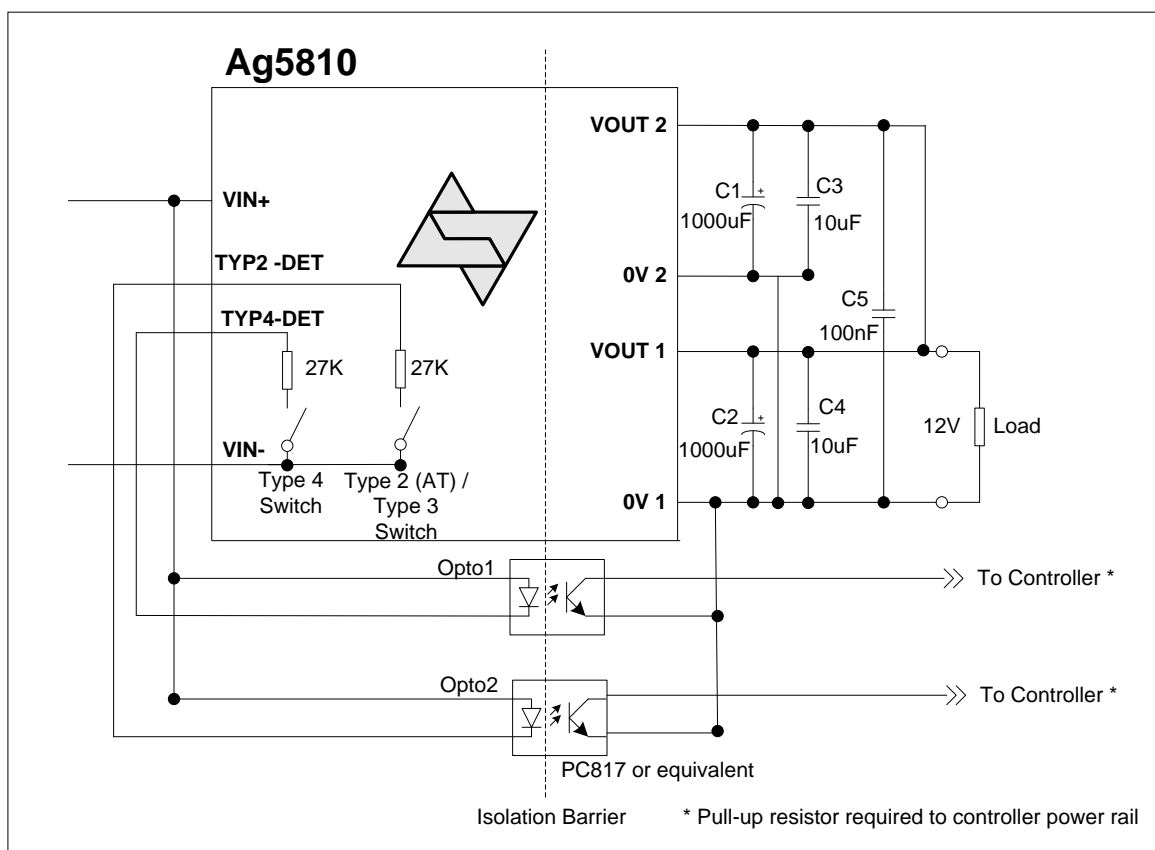 Ag5810
VIN+
TYP2 -DET
TYP4-DET
27K
27K
VIN-
Type 4
Switch
Type 2 (AT) /
Type 3
Switch
VOUT 2
0V 2
VOUT 1
0V 1
C1
+
1000uF
C3
10uF
C5
100nF
C2
+
1000uF
C4
10uF
12V
Load
Opto1
To Controller *
Opto2
To Controller *
PC817 or equivalent
Isolation Barrier
* Pull-up resistor required to controller power rail